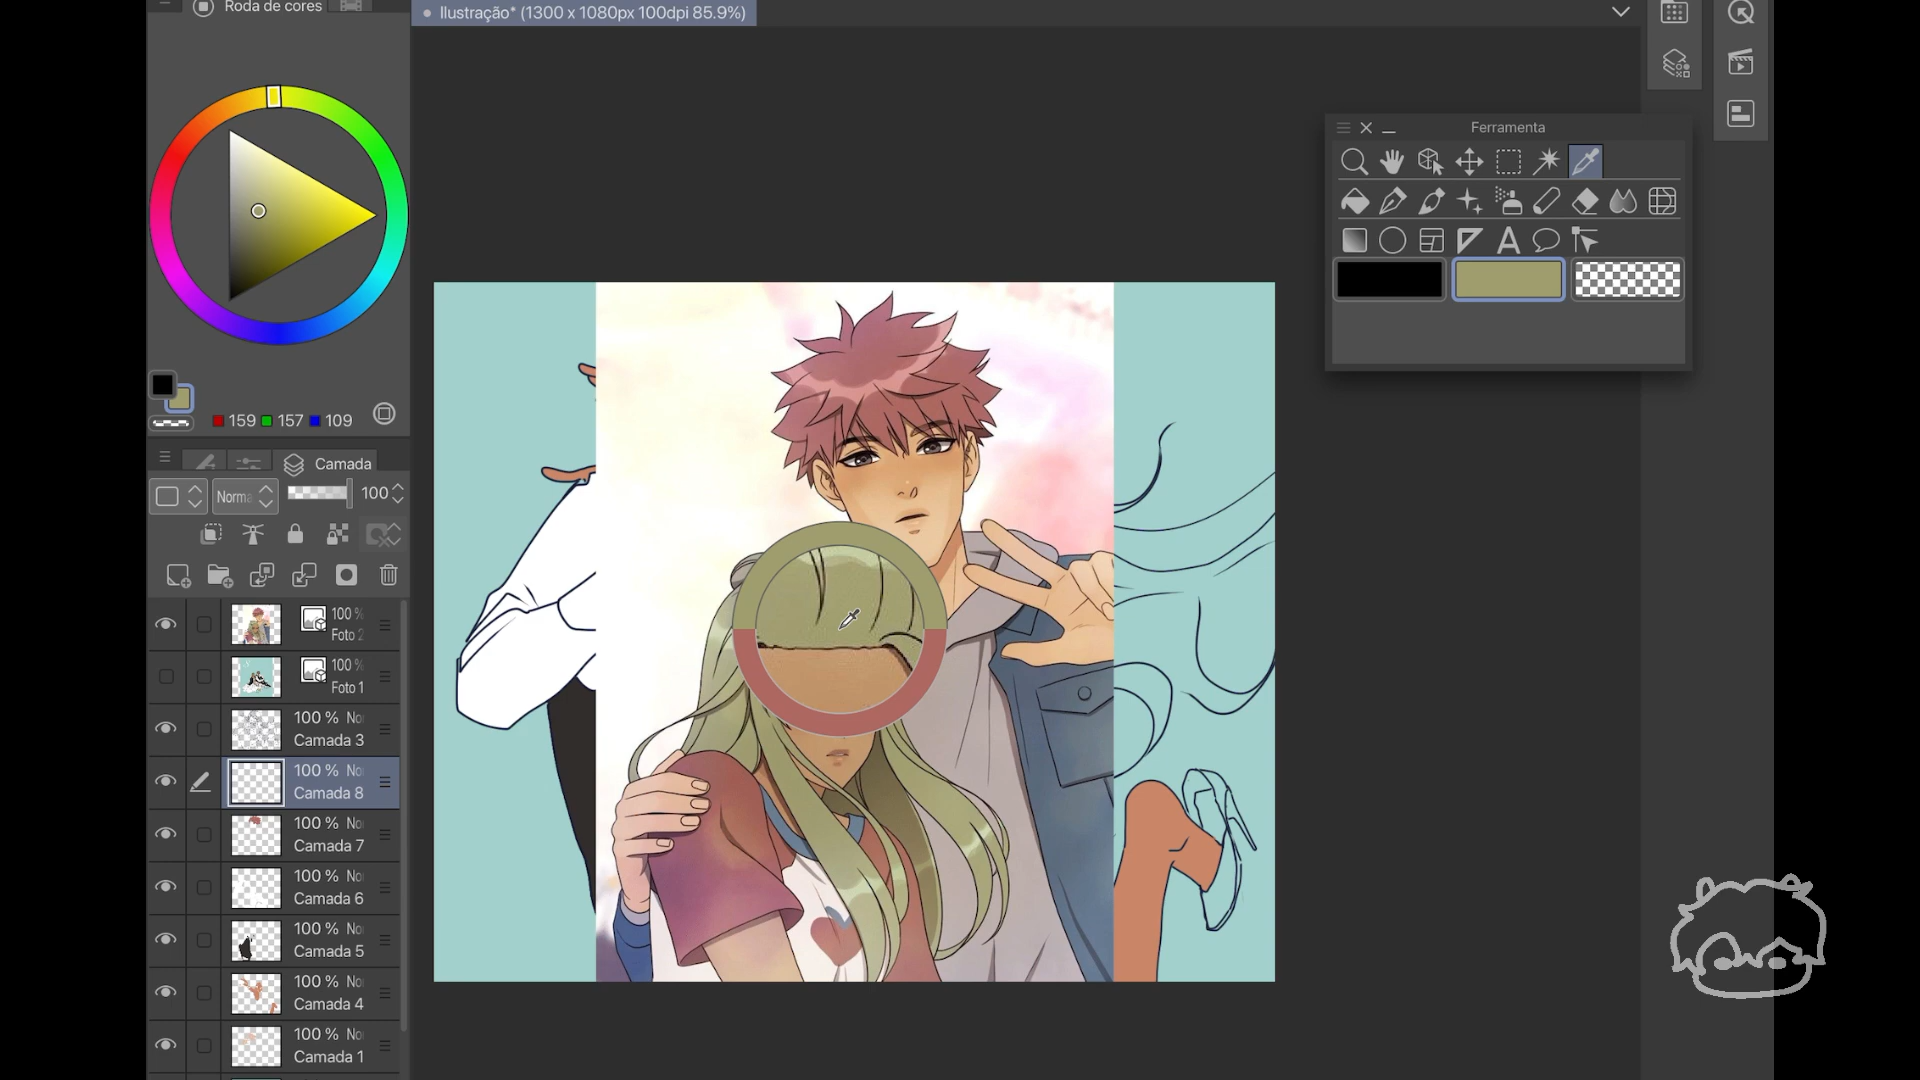 Roda de cores
Ilustração* (1300 x 1080px 100dpi 85.9%)
Ferramenta
A
159 157 109
Camada
Norma 100
100 %
Foto 2
100 %
Foto 1
100 % No
Camada 3
100 % No
Camada 8
100 % No
Camada 7
100 % No
Camada 6
100 % No
Camada 5
100 % No
Camada 4
100 % No
Camada 1